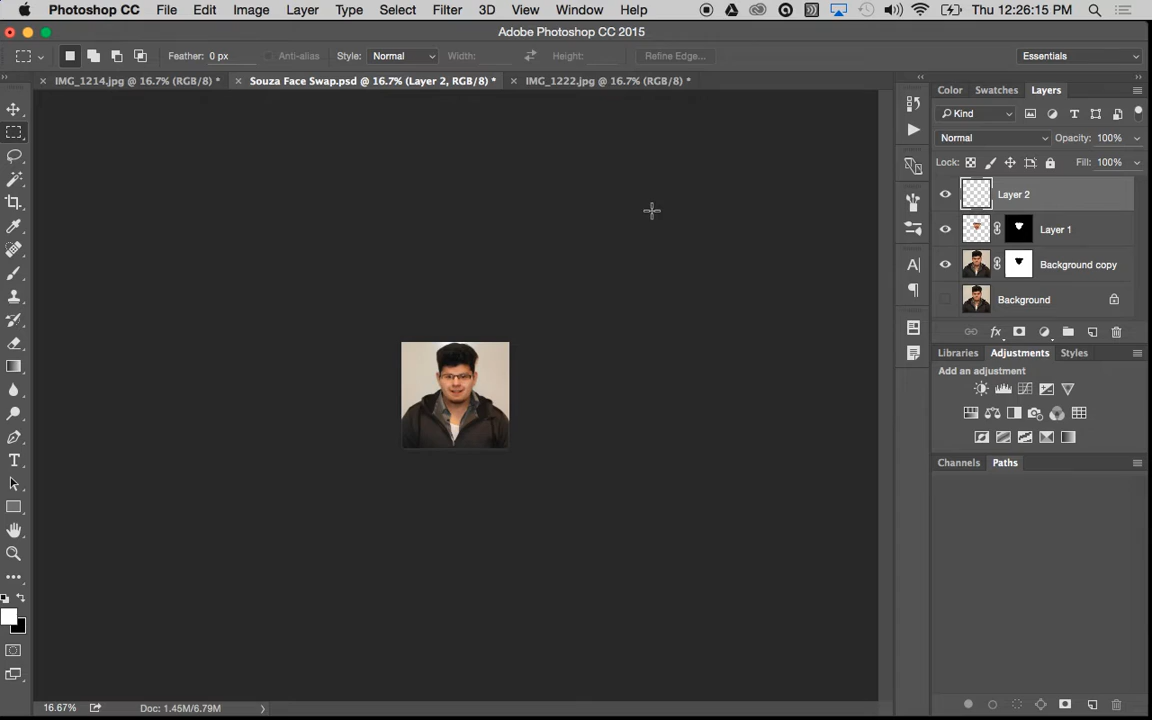 Photoshop CC File Edit Image Layer Type Select Filter 3D View Window Help Thu 12:26:15 PM
Adobe Photoshop CC 2015
Feather: 0 px Anti-alias Style: Normal Width: Height: Refine Edge... Essentials
IMG_1214.jpg @ 16.7% (RGB/8) * Souza Face Swap.psd @ 16.7% (Layer 2, RGB/8) * IMG_1222.jpg @ 16.7% (RGB/8) *
Color Swatches Layers
Kind
Normal Opacity: 100%
Lock: Fill: 100%
Layer 2
Layer 1
Background copy
Background
Libraries Adjustments Styles
Add an adjustment
Channels Paths
16.67% Doc: 1.45M/6.79M